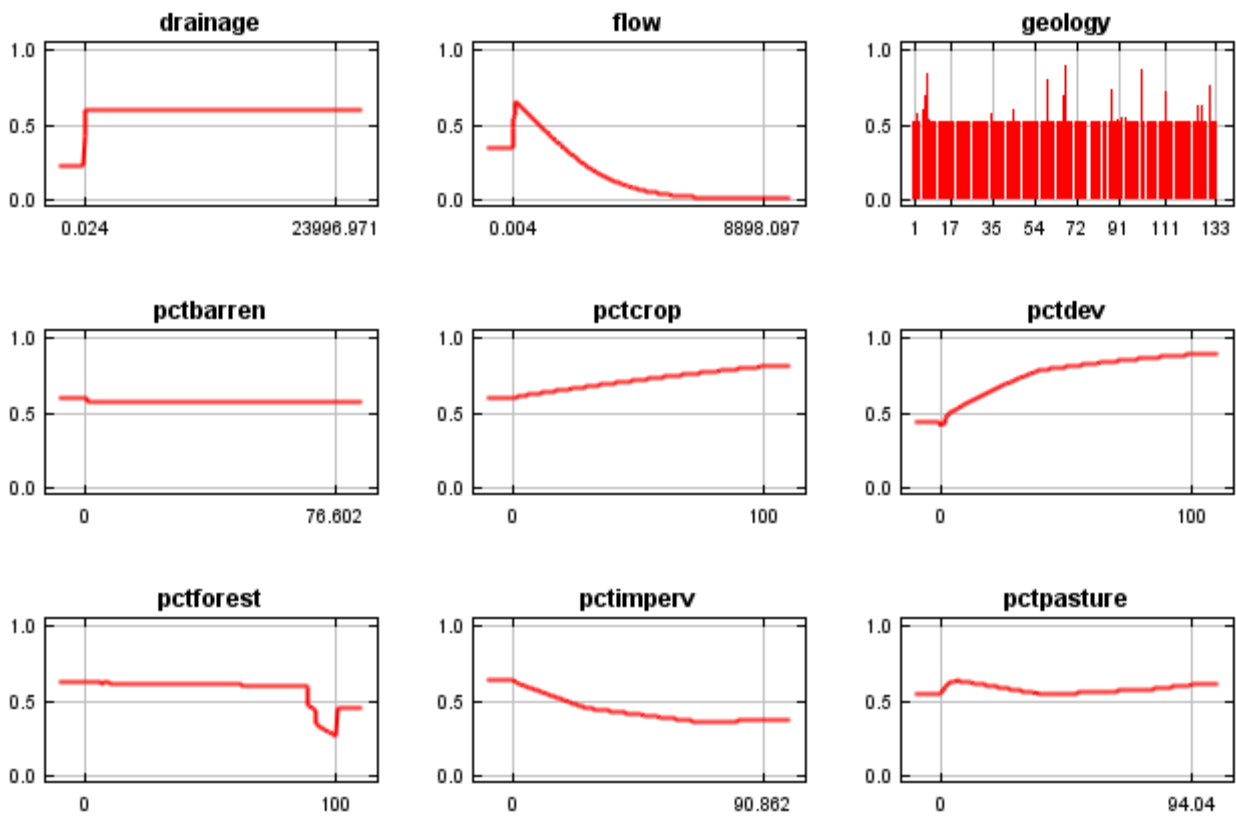 drainage flow geology
1.0 1.0 1.0
0.5 0.5 0.5
0.0 0.0 0.0
0.024 23996.971 0.004 8898.097 1 17 35 54 72 91 111 133
pctbarren pctcrop pctdev
1.0 1.0 1.0
0.5 0.5 0.5
0.0 0.0 0.0
0 76.602 0 100 0 100
pctforest pctimperv pctpasture
1.0 1.0 1.0
0.5 0.5 0.5
0.0 0.0 0.0
0 100 0 90.862 0 94.04